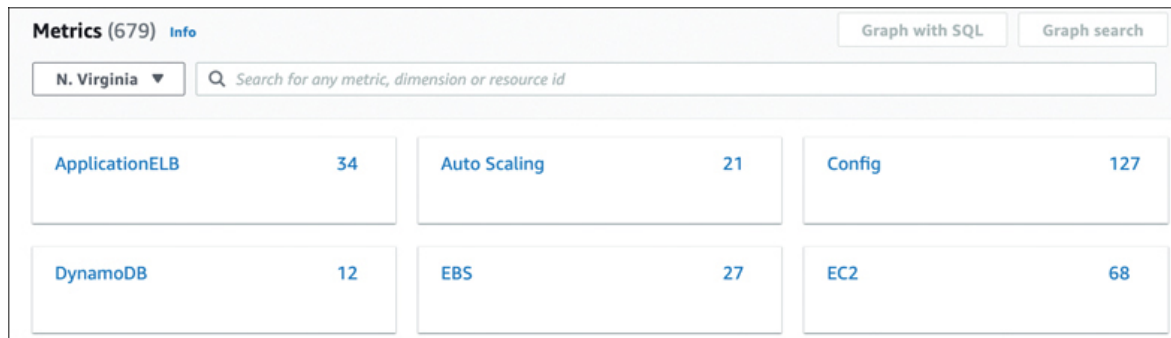 Metrics (679) Info Graph with SQL Graph search
N. Virginia ▼ Search for any metric, dimension or resource id
ApplicationELB 34 Auto Scaling 21 Config 127
DynamoDB 12 EBS 27 EC2 68